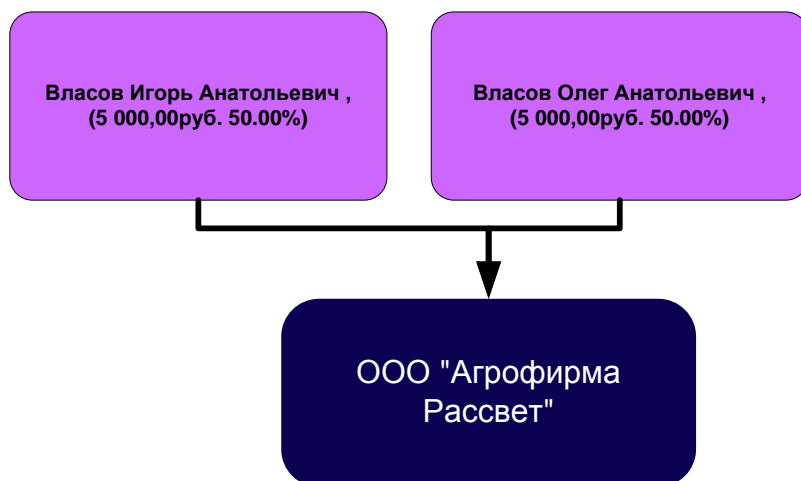 Власов Игорь Анатольевич ,
(5 000,00руб. 50.00%)
Власов Олег Анатольевич ,
(5 000,00руб. 50.00%)
ООО "Агрофирма
Рассвет"